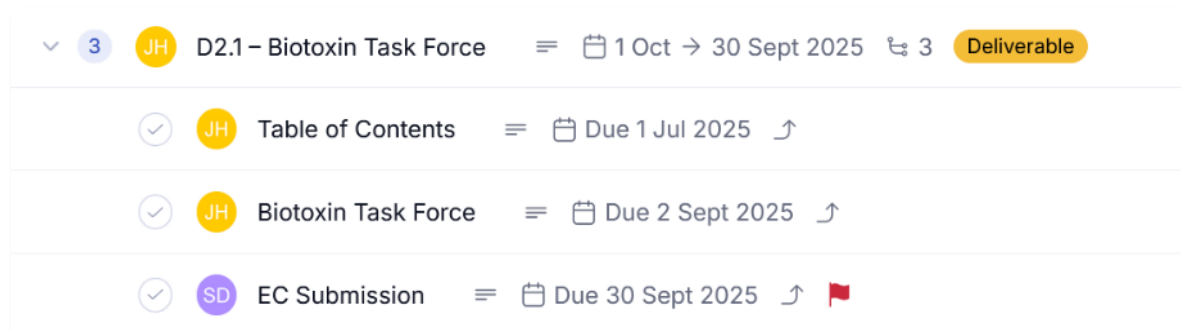 3 JH D2.1 – Biotoxin Task Force 1 Oct → 30 Sept 2025 3 Deliverable
JH Table of Contents Due 1 Jul 2025
JH Biotoxin Task Force Due 2 Sept 2025
SD EC Submission Due 30 Sept 2025